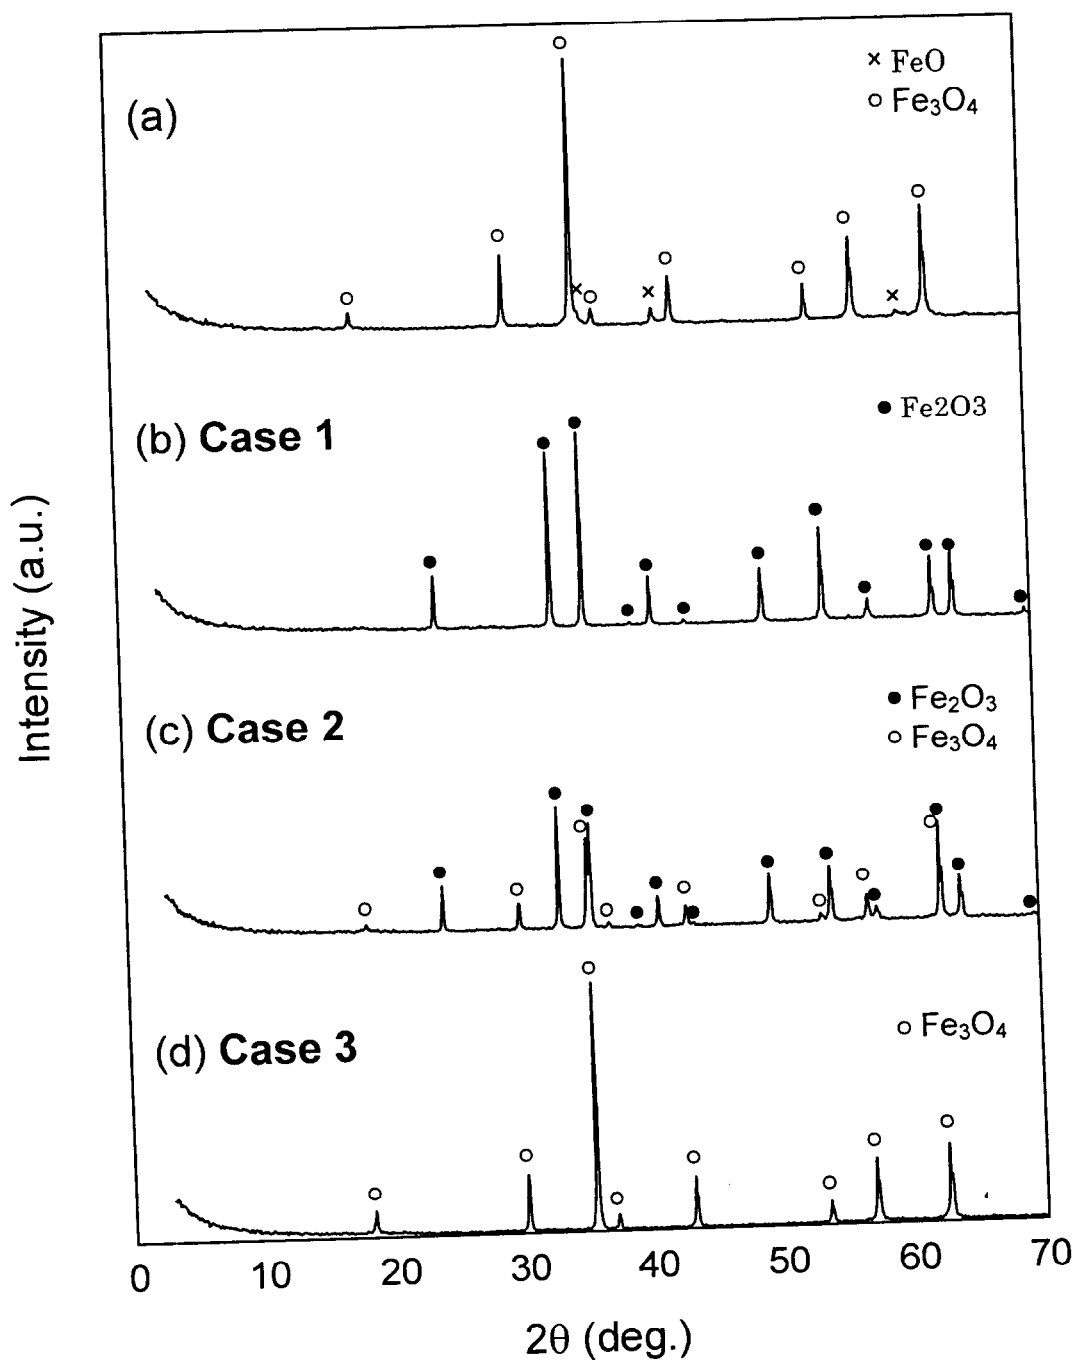 × FeO
(a)
○ Fe₃O₄
● Fe2O3
(b) Case 1
● Fe₂O₃
(c) Case 2
○ Fe₃O₄
○ Fe₃O₄
(d) Case 3
Intensity (a.u.)
0 10 20 30 40 50 60 70
2θ (deg.)